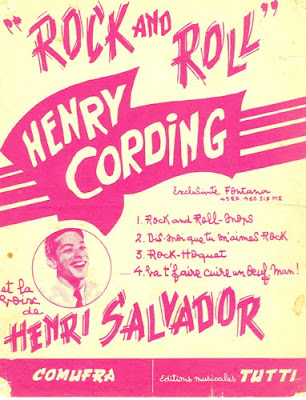 "ROCK AND
ROLL"
HENRY
CORDING
Exclusivité Fontana
45 RP. 460.518 ME
1. Rock and Roll-Mops
2. Dis-moi que tu m'aimes Rock
3. Rock-Hoquet
4. Va t'faire cuire un oeuf Man!
et la
voix
de
HENRI SALVADOR
COMUFRA
Editions musicales TUTTI